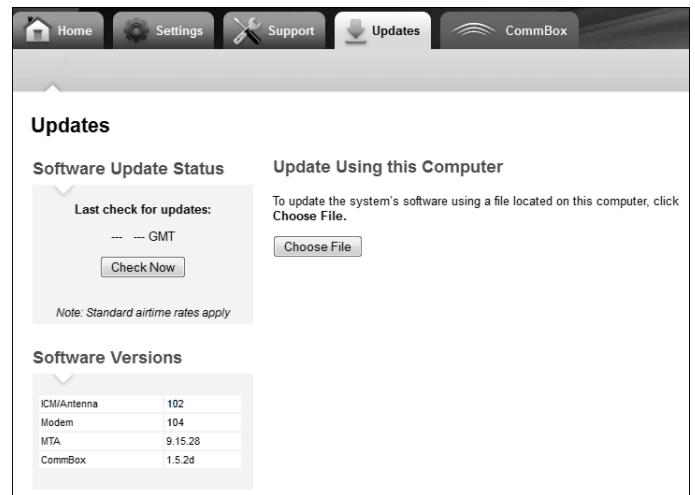 Home Settings Support Updates CommBox
Updates
Software Update Status
Last check for updates:
--- --- GMT
Check Now
Note: Standard airtime rates apply
Update Using this Computer
To update the system's software using a file located on this computer, click
Choose File.
Choose File
Software Versions
ICM/Antenna 102
Modem 104
MTA 9.15.28
CommBox 1.5.2d